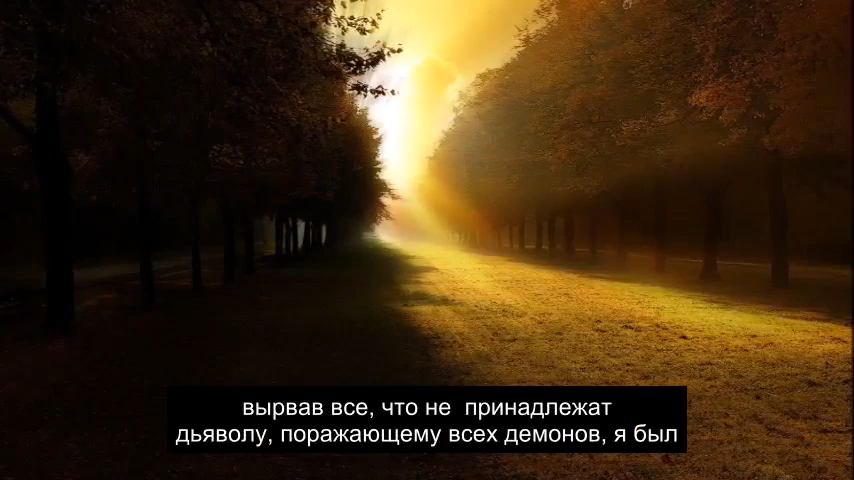 вырвав все, что не  принадлежат
дьяволу, поражающему всех демонов, я был